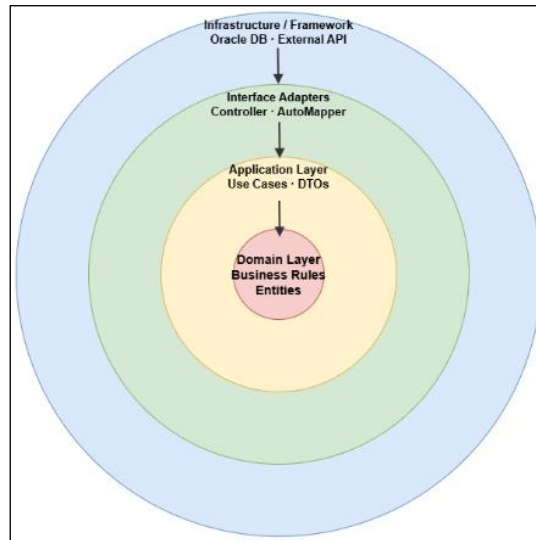 Infrastructure / Framework
Oracle DB · External API
Interface Adapters
Controller · AutoMapper
Application Layer
Use Cases · DTOs
Domain Layer
Business Rules
Entities